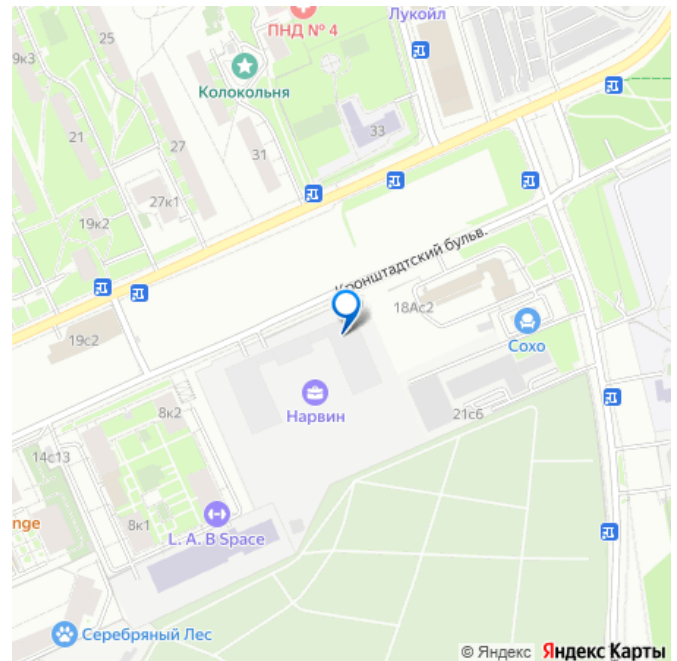 ПНД № 4
Лукойл
25
9к3
Колокольня
21
27
31
33
27к1
19к2
Кронштадтский бульв.
18Ас2
Сохо
19с2
Нарвин
21с6
8к2
14с13
nge
8к1
L. A. B Space
Серебряный Лес
© Яндекс Яндекс Карты